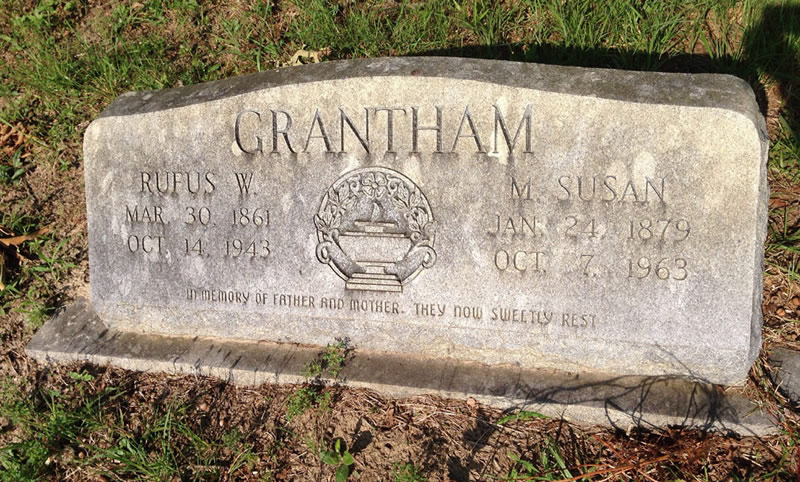 GRANTHAM
RUFUS W.
MAR. 30. 1861
OCT. 14. 1943
M. SUSAN
JAN. 24. 1879
OCT. 7. 1963
IN MEMORY OF FATHER AND MOTHER. THEY NOW SWEETLY REST